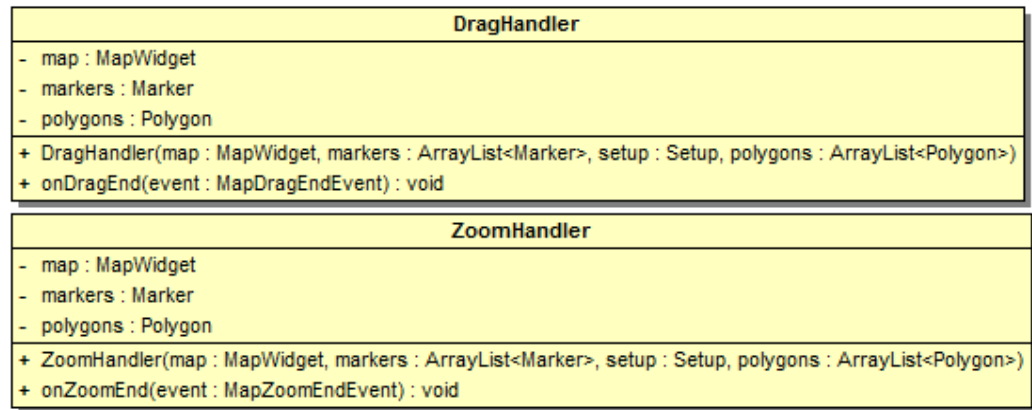 DragHandler
- map : MapWidget
- markers : Marker
- polygons : Polygon
+ DragHandler(map : MapWidget, markers : ArrayList<Marker>, setup : Setup, polygons : ArrayList<Polygon>)
+ onDragEnd(event : MapDragEndEvent) : void
ZoomHandler
- map : MapWidget
- markers : Marker
- polygons : Polygon
+ ZoomHandler(map : MapWidget, markers : ArrayList<Marker>, setup : Setup, polygons : ArrayList<Polygon>)
+ onZoomEnd(event : MapZoomEndEvent) : void